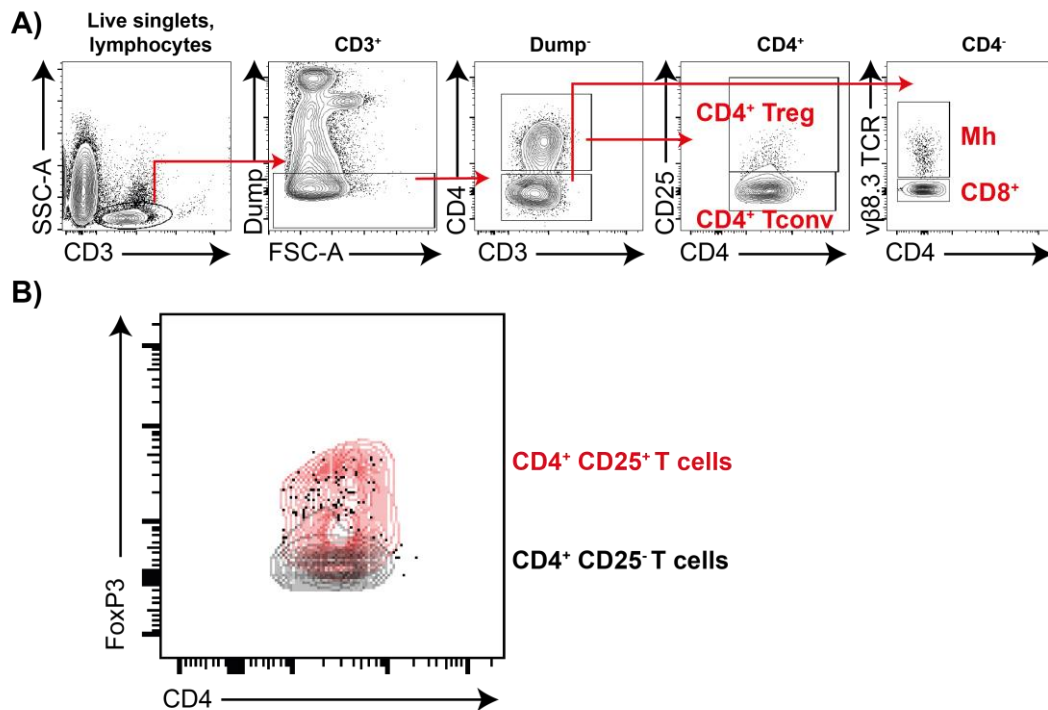 A)
Live singlets,
lymphocytes
CD3⁺
Dump⁻
CD4⁺
CD4⁻
SSC-A
CD3
Dump
FSC-A
CD4
CD3
CD25
CD4⁺ Treg
CD4⁺ Tconv
CD4
vβ8.3 TCR
Mh
CD8⁺
CD4
B)
FoxP3
CD4⁺ CD25⁺ T cells
CD4⁺ CD25⁻ T cells
CD4